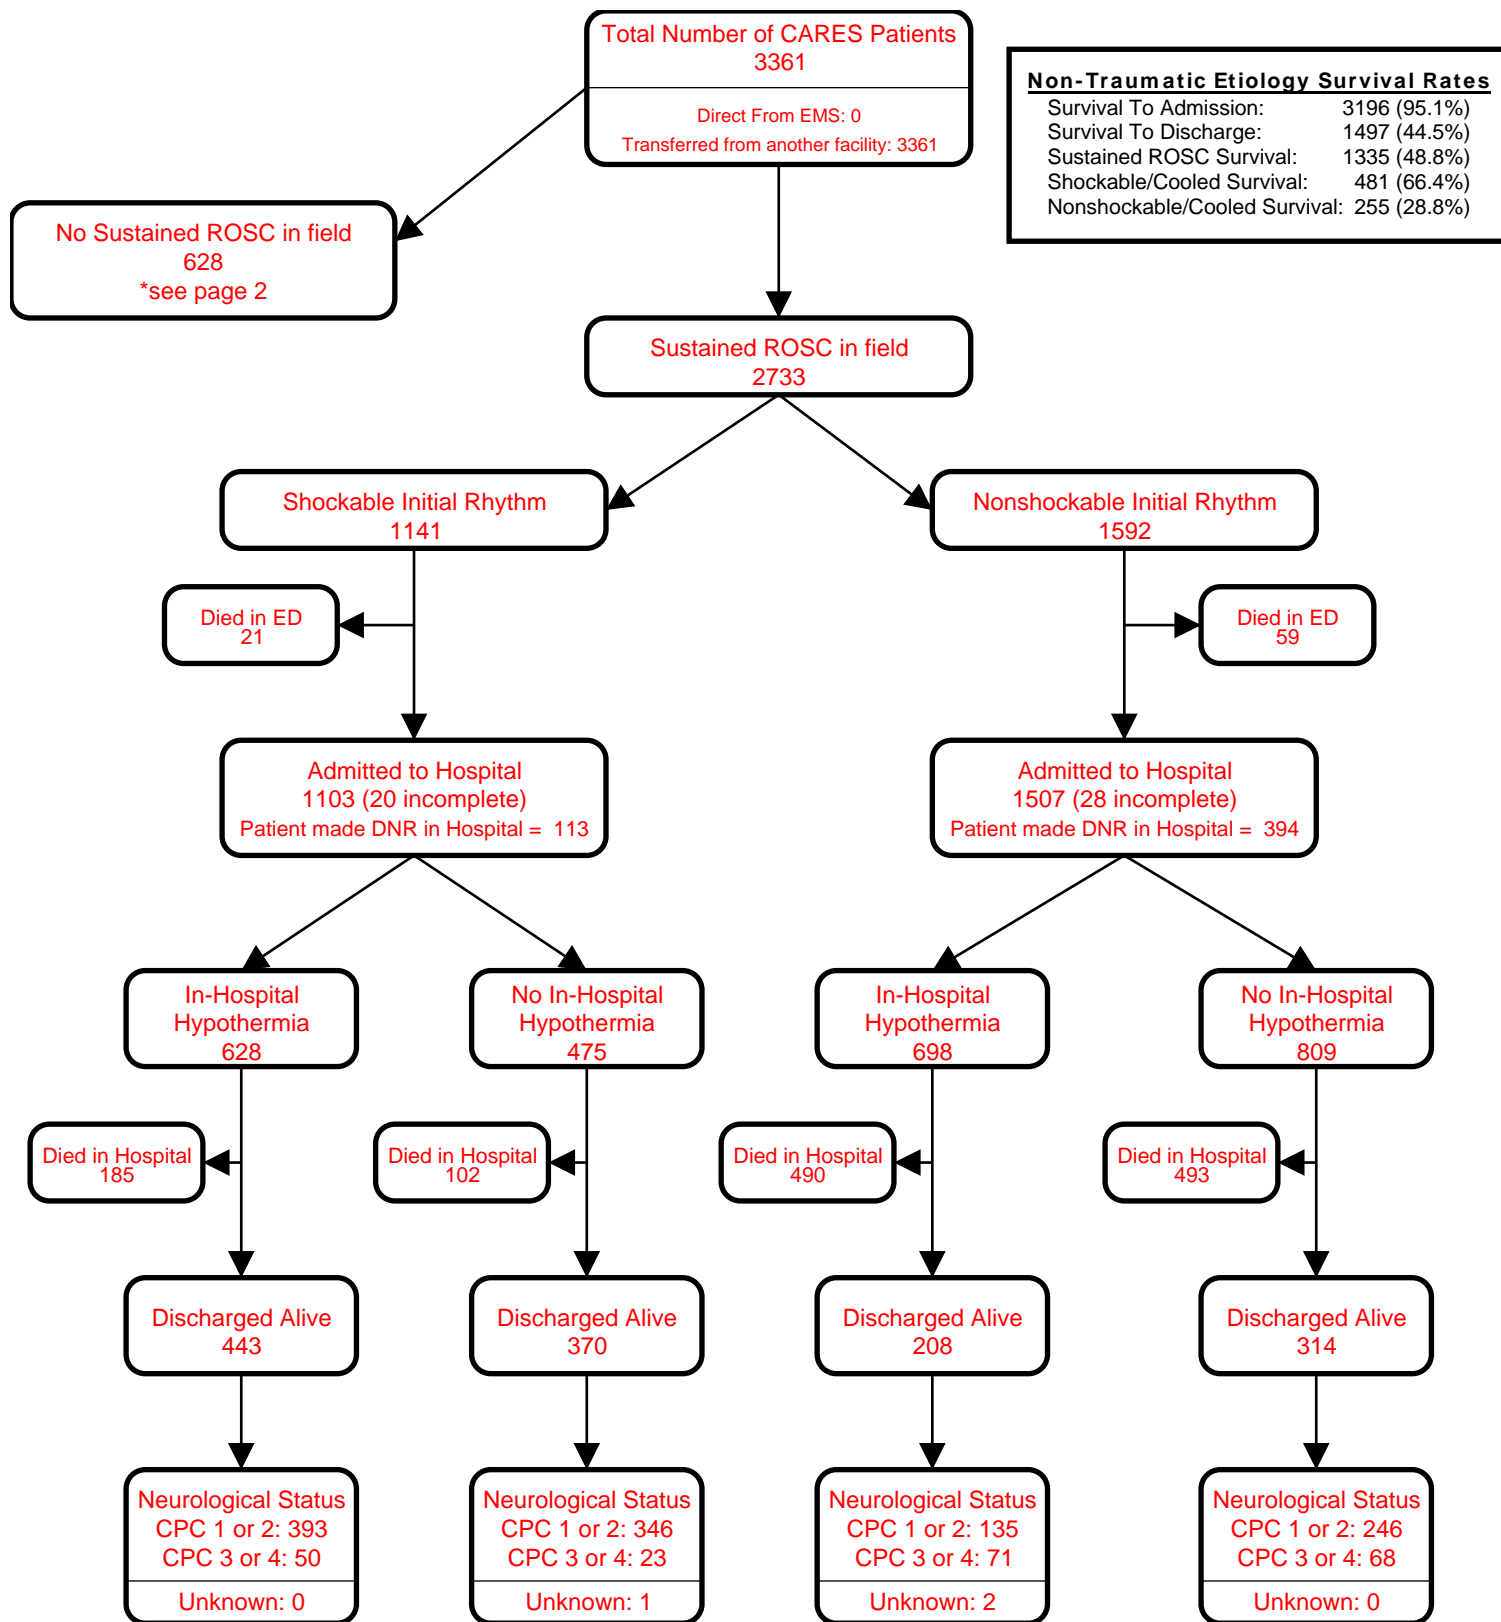 Total Number of CARES Patients
3361
Direct From EMS: 0
Transferred from another facility: 3361
Non-Traumatic Etiology Survival Rates
Survival To Admission: 3196 (95.1%)
Survival To Discharge: 1497 (44.5%)
Sustained ROSC Survival: 1335 (48.8%)
Shockable/Cooled Survival: 481 (66.4%)
Nonshockable/Cooled Survival: 255 (28.8%)
No Sustained ROSC in field
628
*see page 2
Sustained ROSC in field
2733
Shockable Initial Rhythm
1141
Nonshockable Initial Rhythm
1592
Died in ED
21
Died in ED
59
Admitted to Hospital
1103 (20 incomplete)
Patient made DNR in Hospital = 113
Admitted to Hospital
1507 (28 incomplete)
Patient made DNR in Hospital = 394
In-Hospital
Hypothermia
628
No In-Hospital
Hypothermia
475
In-Hospital
Hypothermia
698
No In-Hospital
Hypothermia
809
Died in Hospital
185
Died in Hospital
102
Died in Hospital
490
Died in Hospital
493
Discharged Alive
443
Discharged Alive
370
Discharged Alive
208
Discharged Alive
314
Neurological Status
CPC 1 or 2: 393
CPC 3 or 4: 50
Unknown: 0
Neurological Status
CPC 1 or 2: 346
CPC 3 or 4: 23
Unknown: 1
Neurological Status
CPC 1 or 2: 135
CPC 3 or 4: 71
Unknown: 2
Neurological Status
CPC 1 or 2: 246
CPC 3 or 4: 68
Unknown: 0